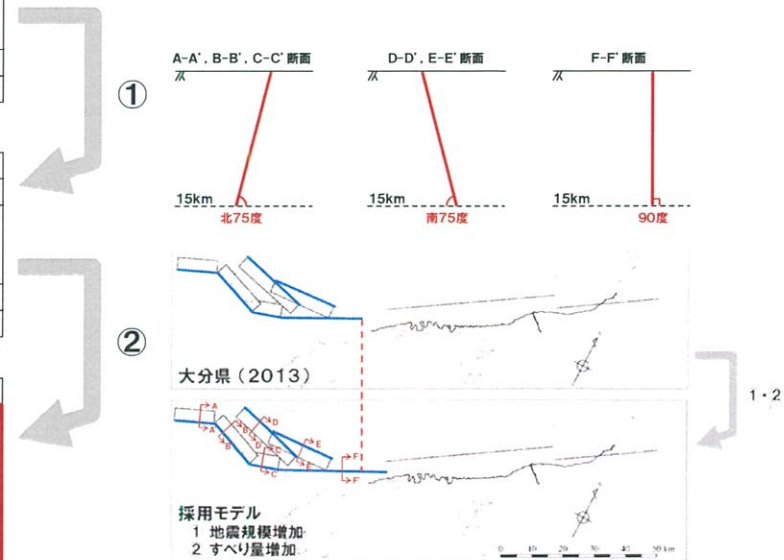 ①
A-A'，B-B'，C-C'断面
D-D'，E-E'断面
F-F'断面
15km
15km
15km
北75度
南75度
90度
②
大分県（2013）
1・2
A
A
B
B
D
D
C
C
E
E
F
F'
採用モデル
1 地震規模増加
2 すべり量増加
0 10 20 30 40 50 km